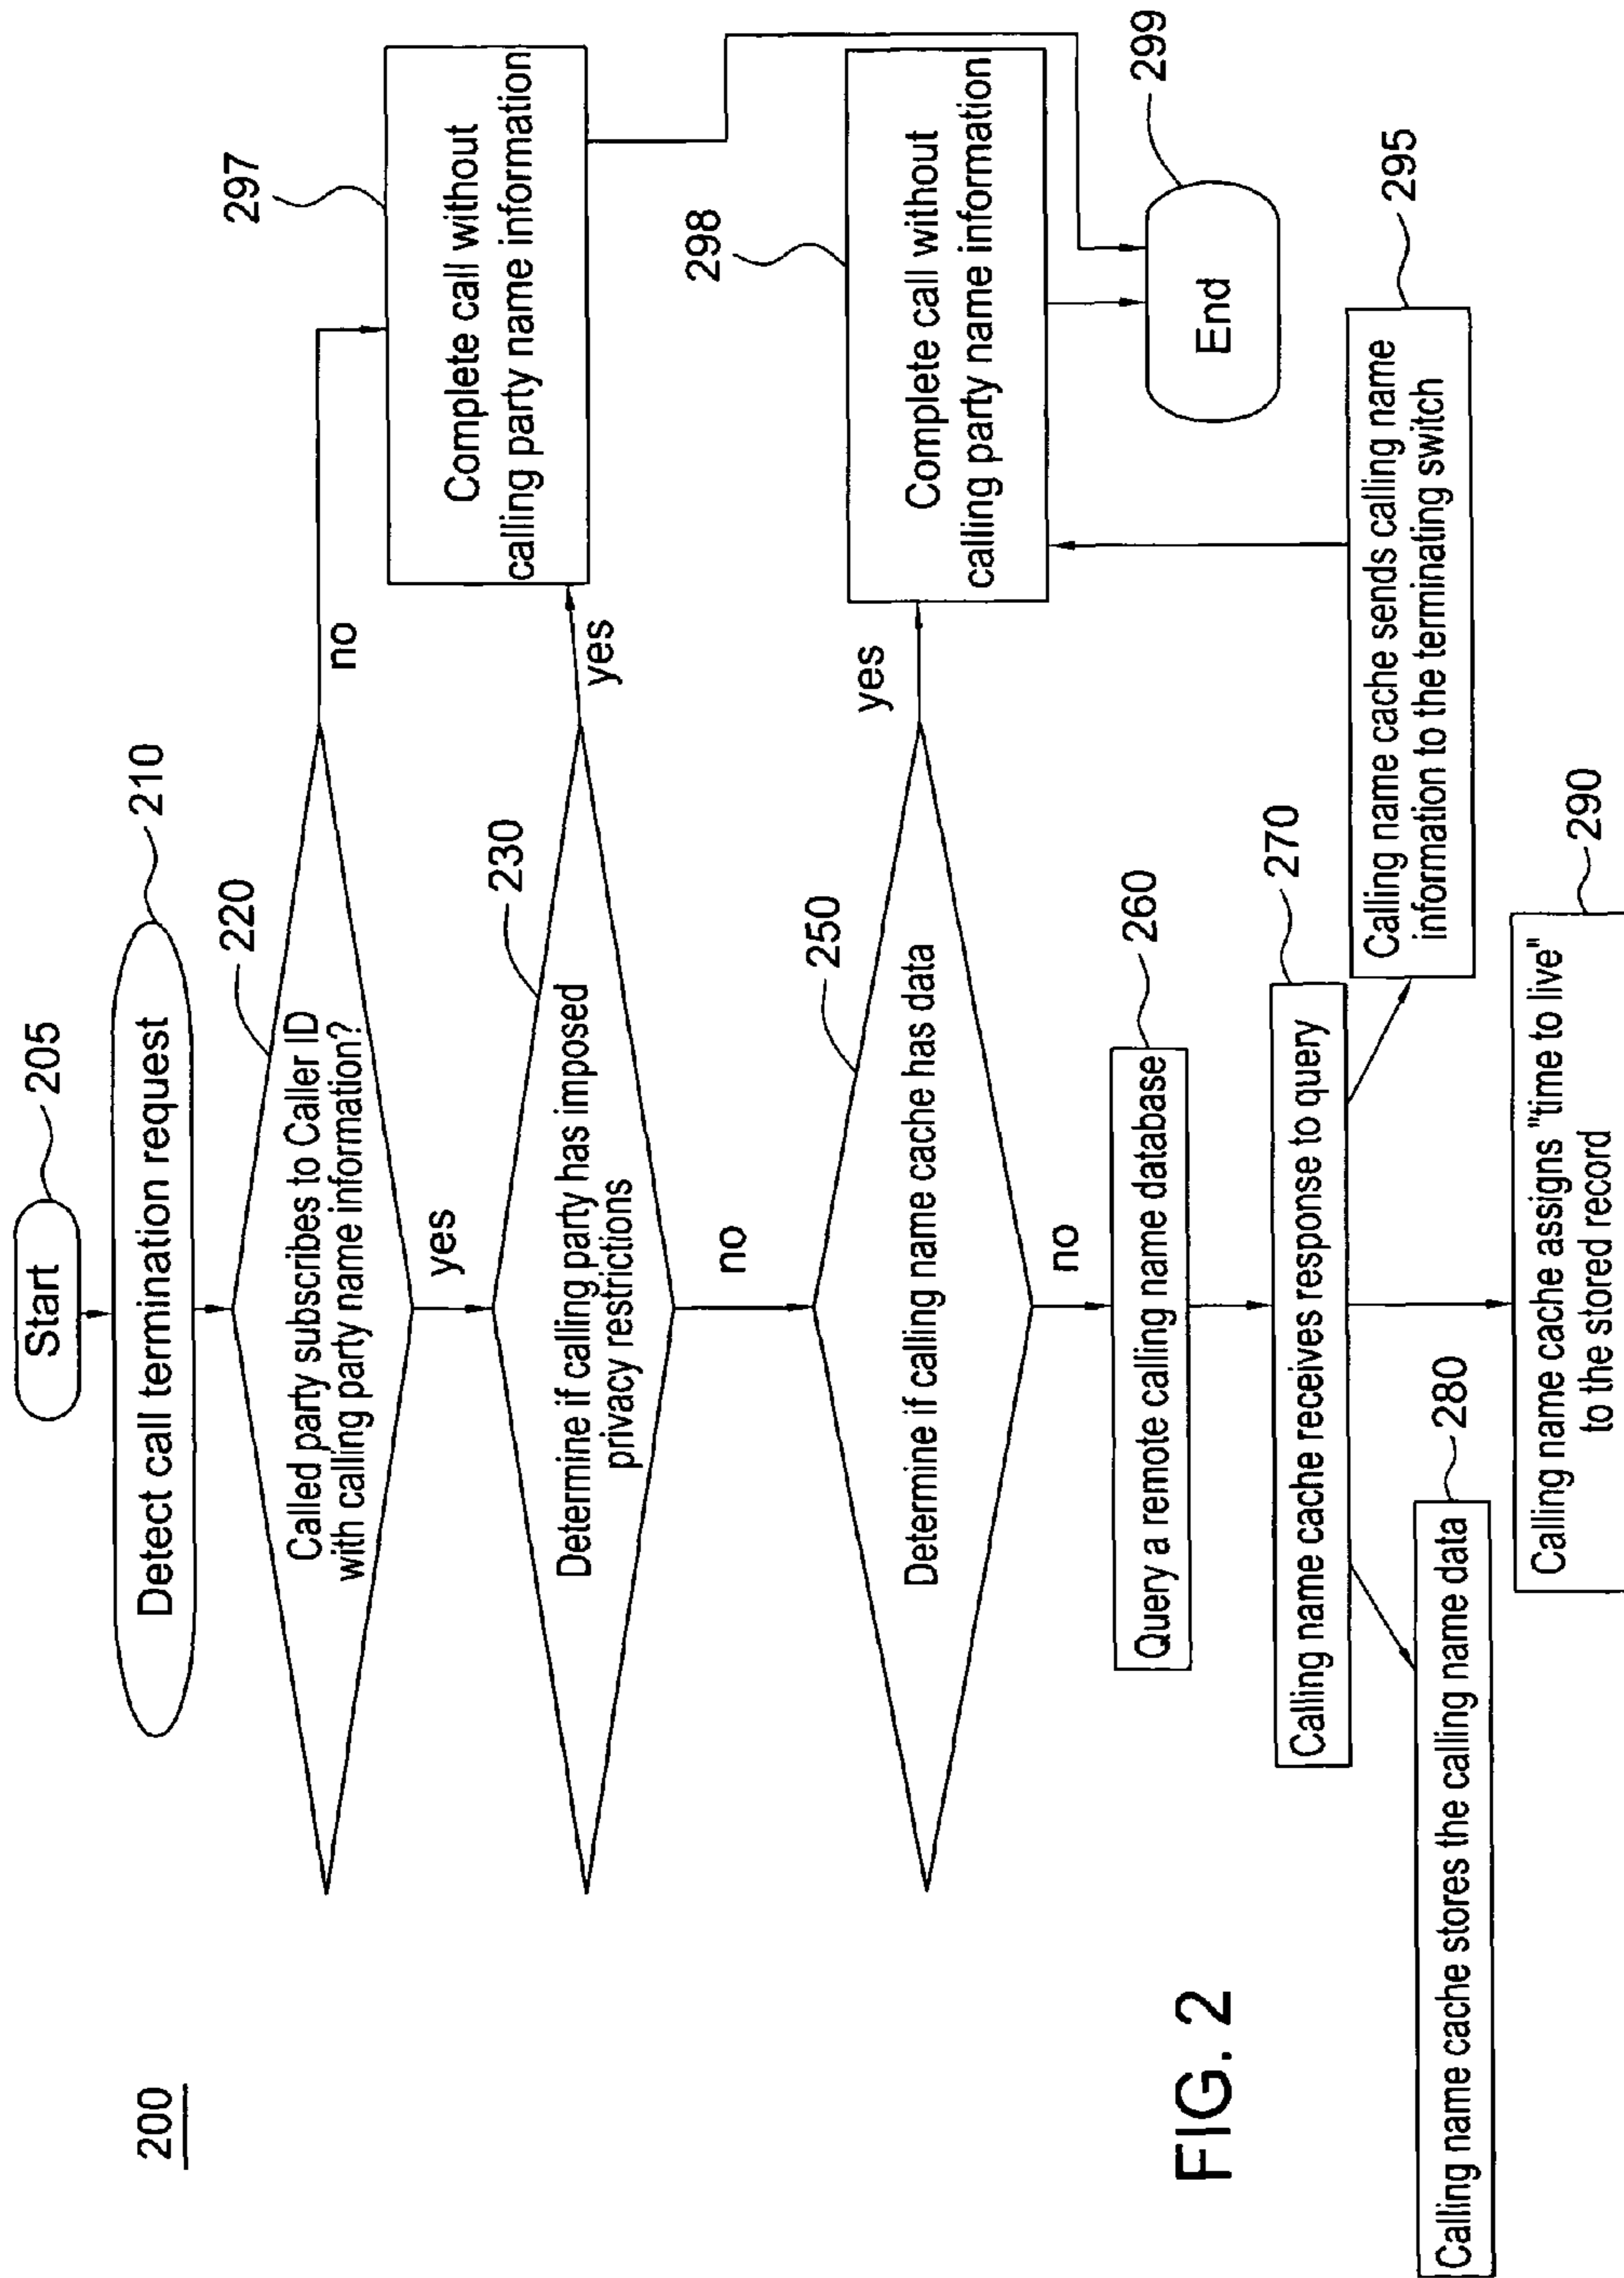 200
Start
205
Detect call termination request
210
Called party subscribes to Caller ID
with calling party name information?
220
no
yes
Complete call without
calling party name information
297
Determine if calling party has imposed
privacy restrictions
230
yes
no
Determine if calling name cache has data
250
yes
no
Complete call without
calling party name information
298
Query a remote calling name database
260
End
299
Calling name cache receives response to query
270
Calling name cache sends calling name
information to the terminating switch
295
Calling name cache stores the calling name data
280
Calling name cache assigns "time to live"
to the stored record
290
FIG. 2